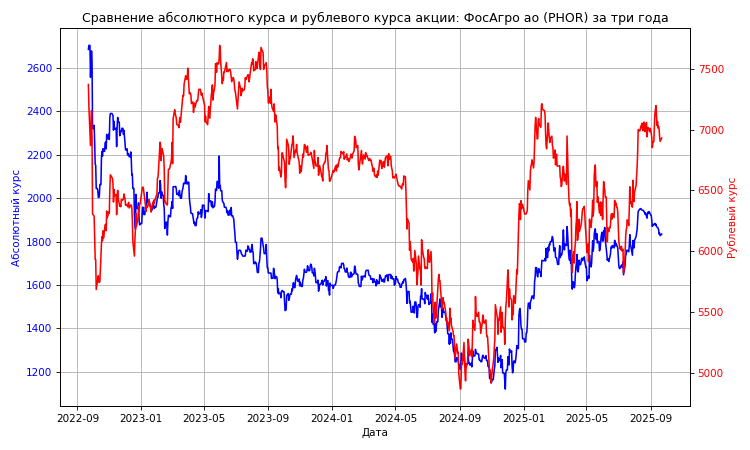 Сравнение абсолютного курса и рублевого курса акции: ФосАгро ао (PHOR) за три года
2600
2400
2200
2000
1800
1600
1400
1200
Абсолютный курс
7500
7000
6500
6000
5500
5000
Рублевый курс
2022-09 2023-01 2023-05 2023-09 2024-01 2024-05 2024-09 2025-01 2025-05 2025-09
Дата